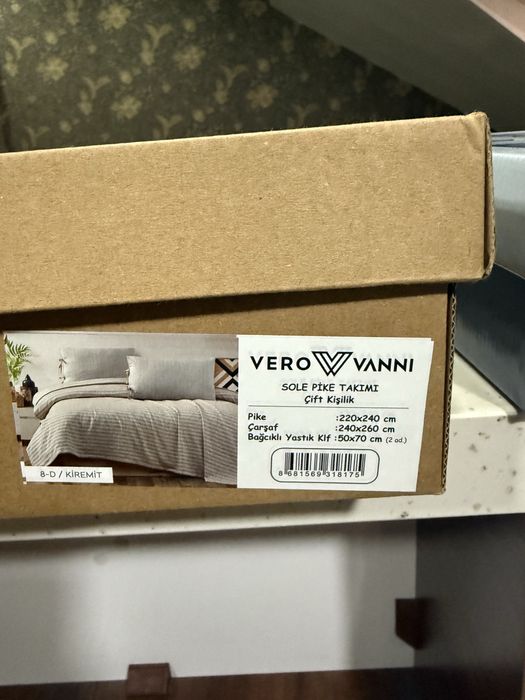 VERO VANNI
SOLE PİKE TAKIMI
Çift Kişilik
Pike :220x240 cm
Çarşaf :240x260 cm
Bağcıklı Yastık Klf :50x70 cm (2 ad.)
8 681569 318175
8-D / KİREMİT